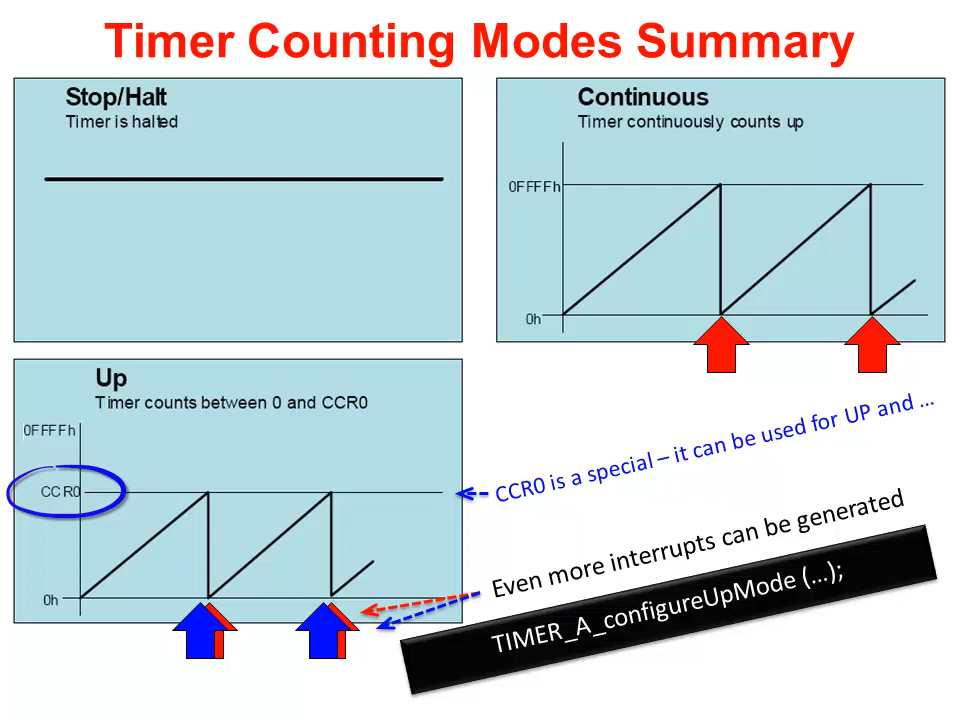 Timer Counting Modes Summary
Stop/Halt
Timer is halted
Continuous
Timer continuously counts up
0FFFFh
0h
Up
Timer counts between 0 and CCR0
0FFFFh
CCR0
0h
CCR0 is a special – it can be used for UP and ...
Even more interrupts can be generated
TIMER_A_configureUpMode (...);